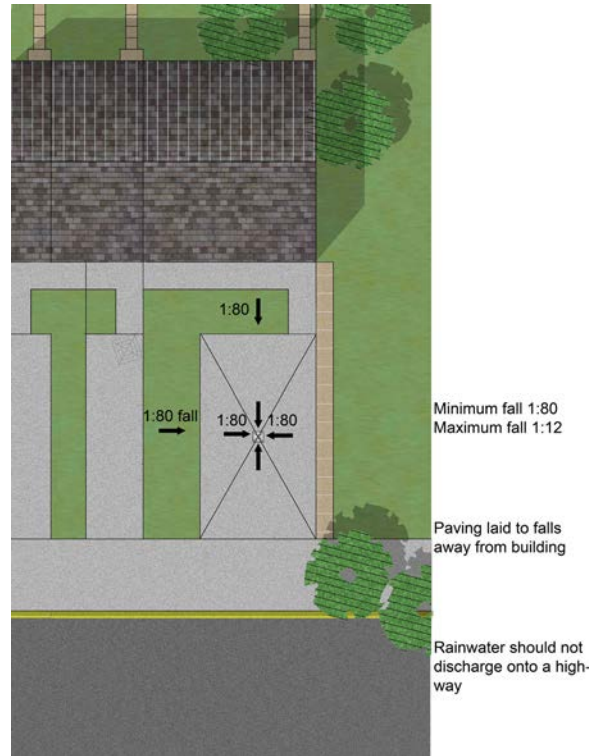 1:80
1:80 fall
1:80
1:80
Minimum fall 1:80
Maximum fall 1:12
Paving laid to falls
away from building
Rainwater should not
discharge onto a high-
way